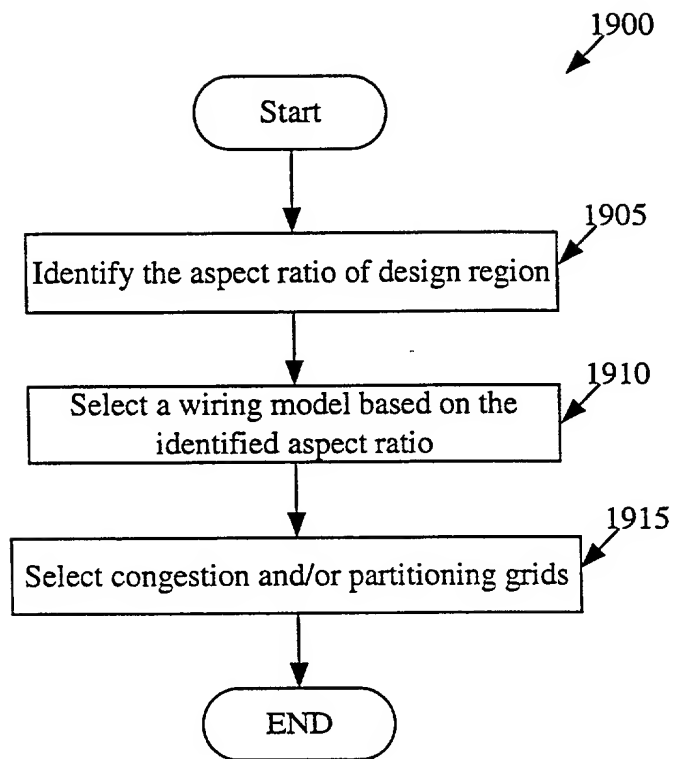 1900
Start
1905
Identify the aspect ratio of design region
1910
Select a wiring model based on the
identified aspect ratio
1915
Select congestion and/or partitioning grids
END